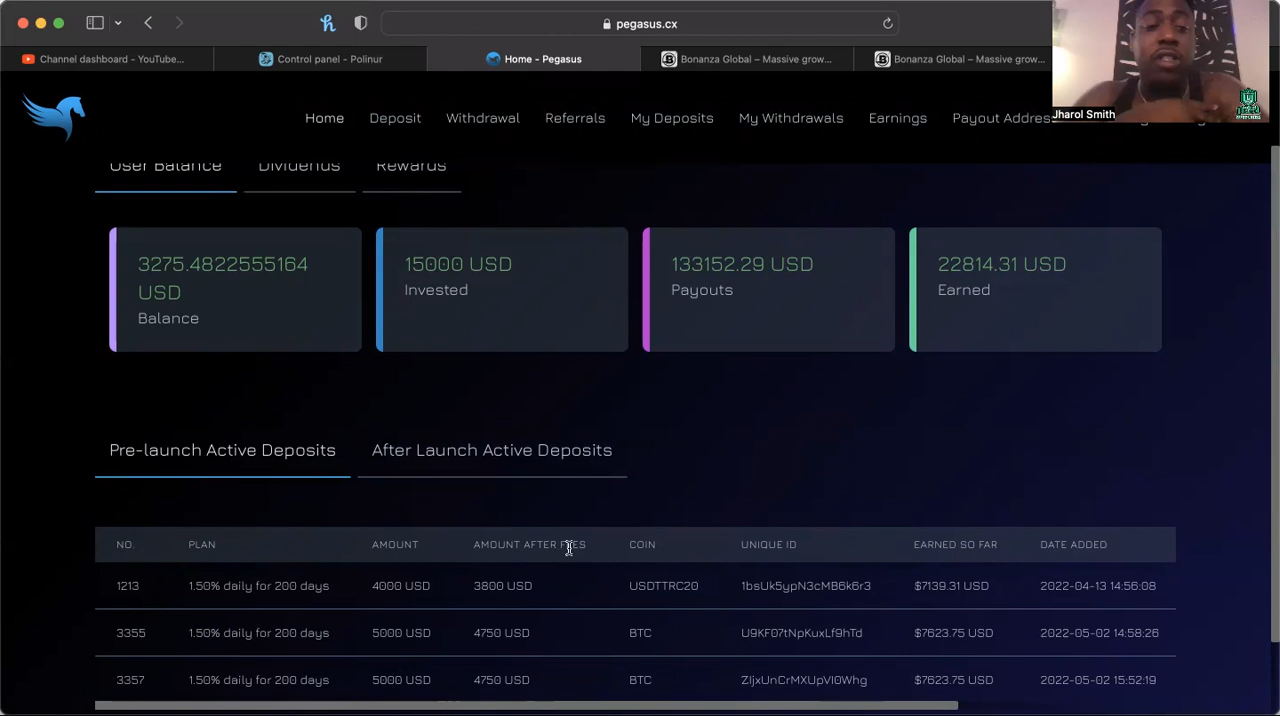 pegasus.cx
Channel dashboard - YouTube...
Control panel - Polinur
Home - Pegasus
Bonanza Global – Massive grow...
Bonanza Global – Massive grow...
Jharol Smith
Home Deposit Withdrawal Referrals My Deposits My Withdrawals Earnings Payout
User Balance Dividends Rewards
3275.4822555164
USD
Balance
15000 USD
Invested
133152.29 USD
Payouts
22814.31 USD
Earned
Pre-launch Active Deposits After Launch Active Deposits
NO. PLAN AMOUNT AMOUNT AFTER FEES COIN UNIQUE ID EARNED SO FAR DATE ADDED
1213 1.50% daily for 200 days 4000 USD 3800 USD USDTTRC20 1bsUk5ypN3cMB6k6r3 $7139.31 USD 2022-04-13 14:56:08
3355 1.50% daily for 200 days 5000 USD 4750 USD BTC U9KF07tNpKuxLf9hTd $7623.75 USD 2022-05-02 14:58:26
3357 1.50% daily for 200 days 5000 USD 4750 USD BTC ZIjxUnCrMXUpVI0Whg $7623.75 USD 2022-05-02 15:52:19